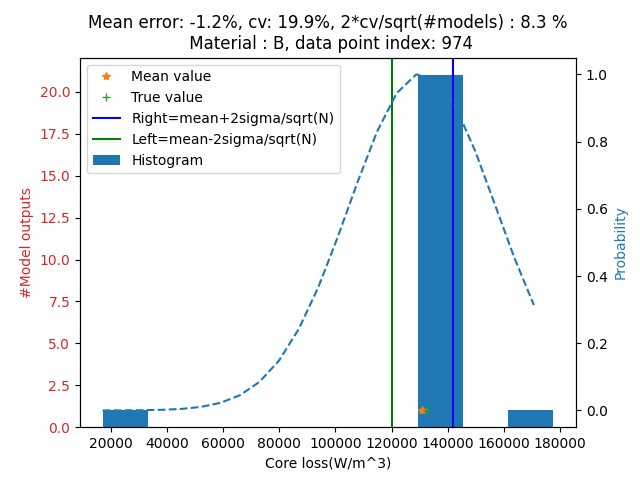 Mean error: -1.2%, cv: 19.9%, 2*cv/sqrt(#models) : 8.3 %
Material : B, data point index: 974
Mean value
True value
Right=mean+2sigma/sqrt(N)
Left=mean-2sigma/sqrt(N)
Histogram
#Model outputs
20.0
17.5
15.0
12.5
10.0
7.5
5.0
2.5
0.0
1.0
0.8
0.6
0.4
0.2
0.0
Probability
20000 40000 60000 80000 100000 120000 140000 160000 180000
Core loss(W/m^3)